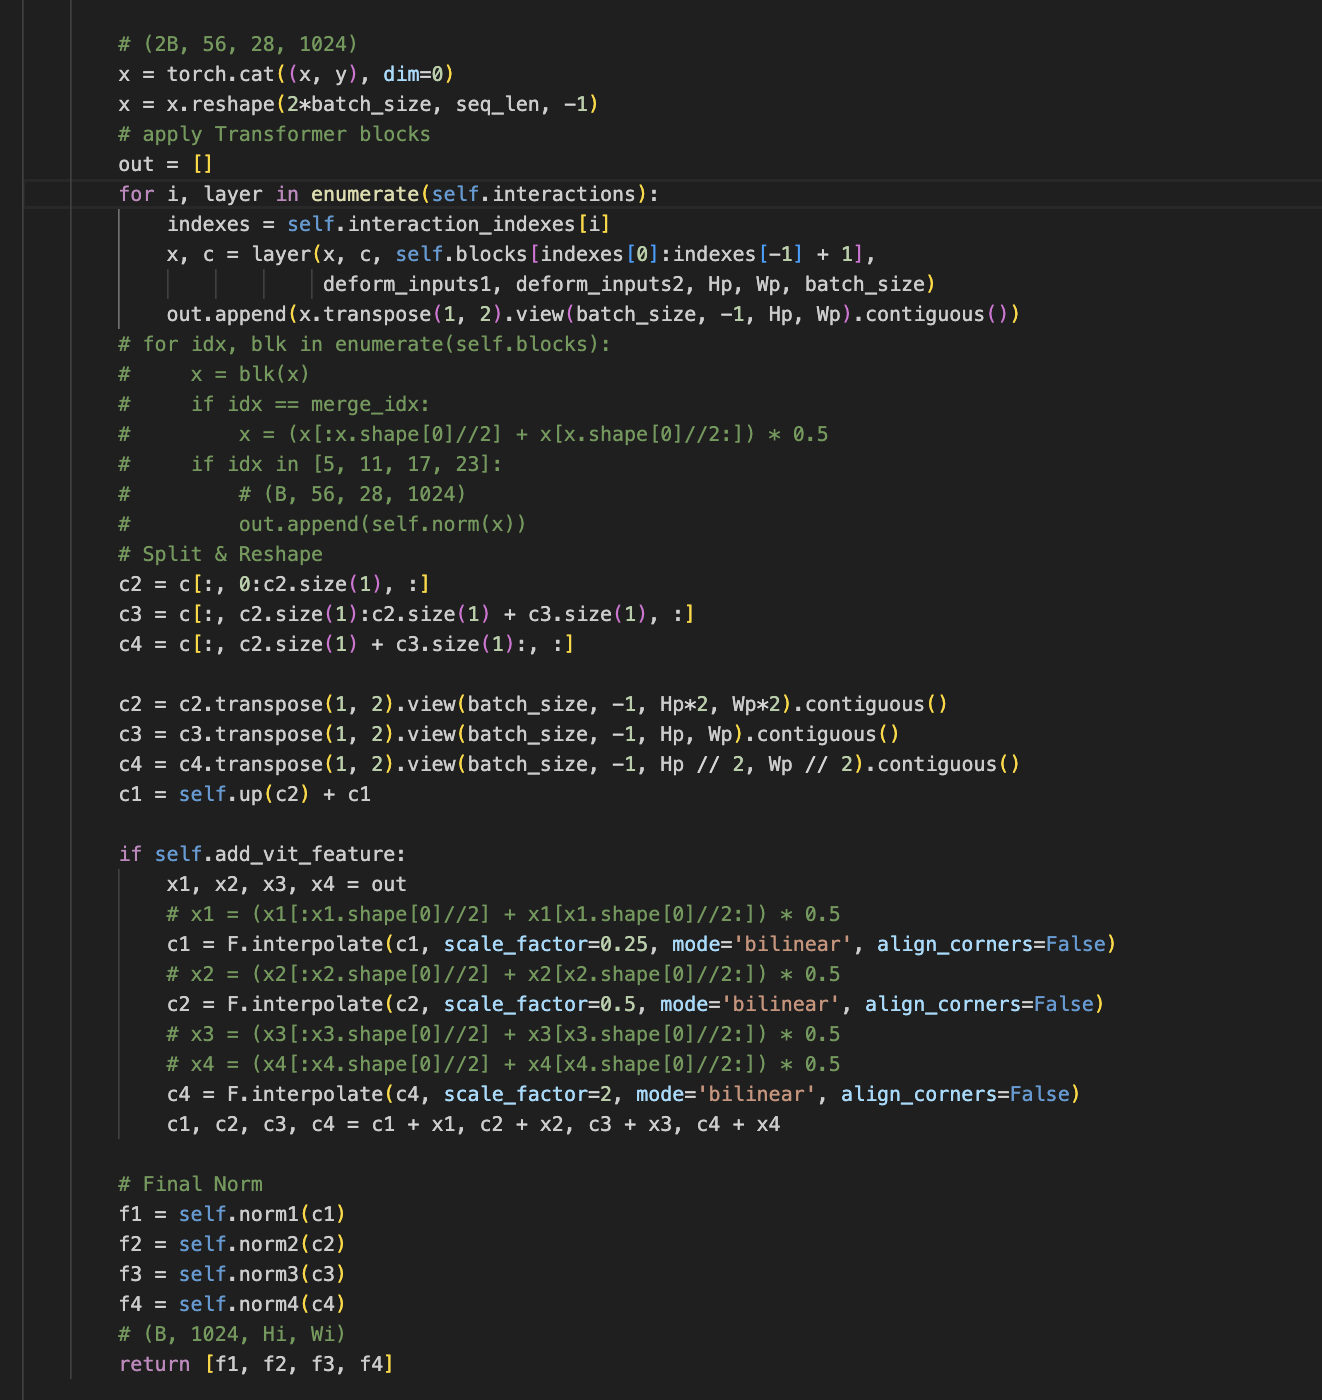 # (2B, 56, 28, 1024)
x = torch.cat((x, y), dim=0)
x = x.reshape(2*batch_size, seq_len, -1)
# apply Transformer blocks
out = []
for i, layer in enumerate(self.interactions):
    indexes = self.interaction_indexes[i]
    x, c = layer(x, c, self.blocks[indexes[0]:indexes[-1] + 1],
                 deform_inputs1, deform_inputs2, Hp, Wp, batch_size)
    out.append(x.transpose(1, 2).view(batch_size, -1, Hp, Wp).contiguous())
# for idx, blk in enumerate(self.blocks):
#     x = blk(x)
#     if idx == merge_idx:
#         x = (x[:x.shape[0]//2] + x[x.shape[0]//2:]) * 0.5
#     if idx in [5, 11, 17, 23]:
#         # (B, 56, 28, 1024)
#         out.append(self.norm(x))
# Split & Reshape
c2 = c[:, 0:c2.size(1), :]
c3 = c[:, c2.size(1):c2.size(1) + c3.size(1), :]
c4 = c[:, c2.size(1) + c3.size(1):, :]

c2 = c2.transpose(1, 2).view(batch_size, -1, Hp*2, Wp*2).contiguous()
c3 = c3.transpose(1, 2).view(batch_size, -1, Hp, Wp).contiguous()
c4 = c4.transpose(1, 2).view(batch_size, -1, Hp // 2, Wp // 2).contiguous()
c1 = self.up(c2) + c1

if self.add_vit_feature:
    x1, x2, x3, x4 = out
    # x1 = (x1[:x1.shape[0]//2] + x1[x1.shape[0]//2:]) * 0.5
    c1 = F.interpolate(c1, scale_factor=0.25, mode='bilinear', align_corners=False)
    # x2 = (x2[:x2.shape[0]//2] + x2[x2.shape[0]//2:]) * 0.5
    c2 = F.interpolate(c2, scale_factor=0.5, mode='bilinear', align_corners=False)
    # x3 = (x3[:x3.shape[0]//2] + x3[x3.shape[0]//2:]) * 0.5
    # x4 = (x4[:x4.shape[0]//2] + x4[x4.shape[0]//2:]) * 0.5
    c4 = F.interpolate(c4, scale_factor=2, mode='bilinear', align_corners=False)
    c1, c2, c3, c4 = c1 + x1, c2 + x2, c3 + x3, c4 + x4

# Final Norm
f1 = self.norm1(c1)
f2 = self.norm2(c2)
f3 = self.norm3(c3)
f4 = self.norm4(c4)
# (B, 1024, Hi, Wi)
return [f1, f2, f3, f4]